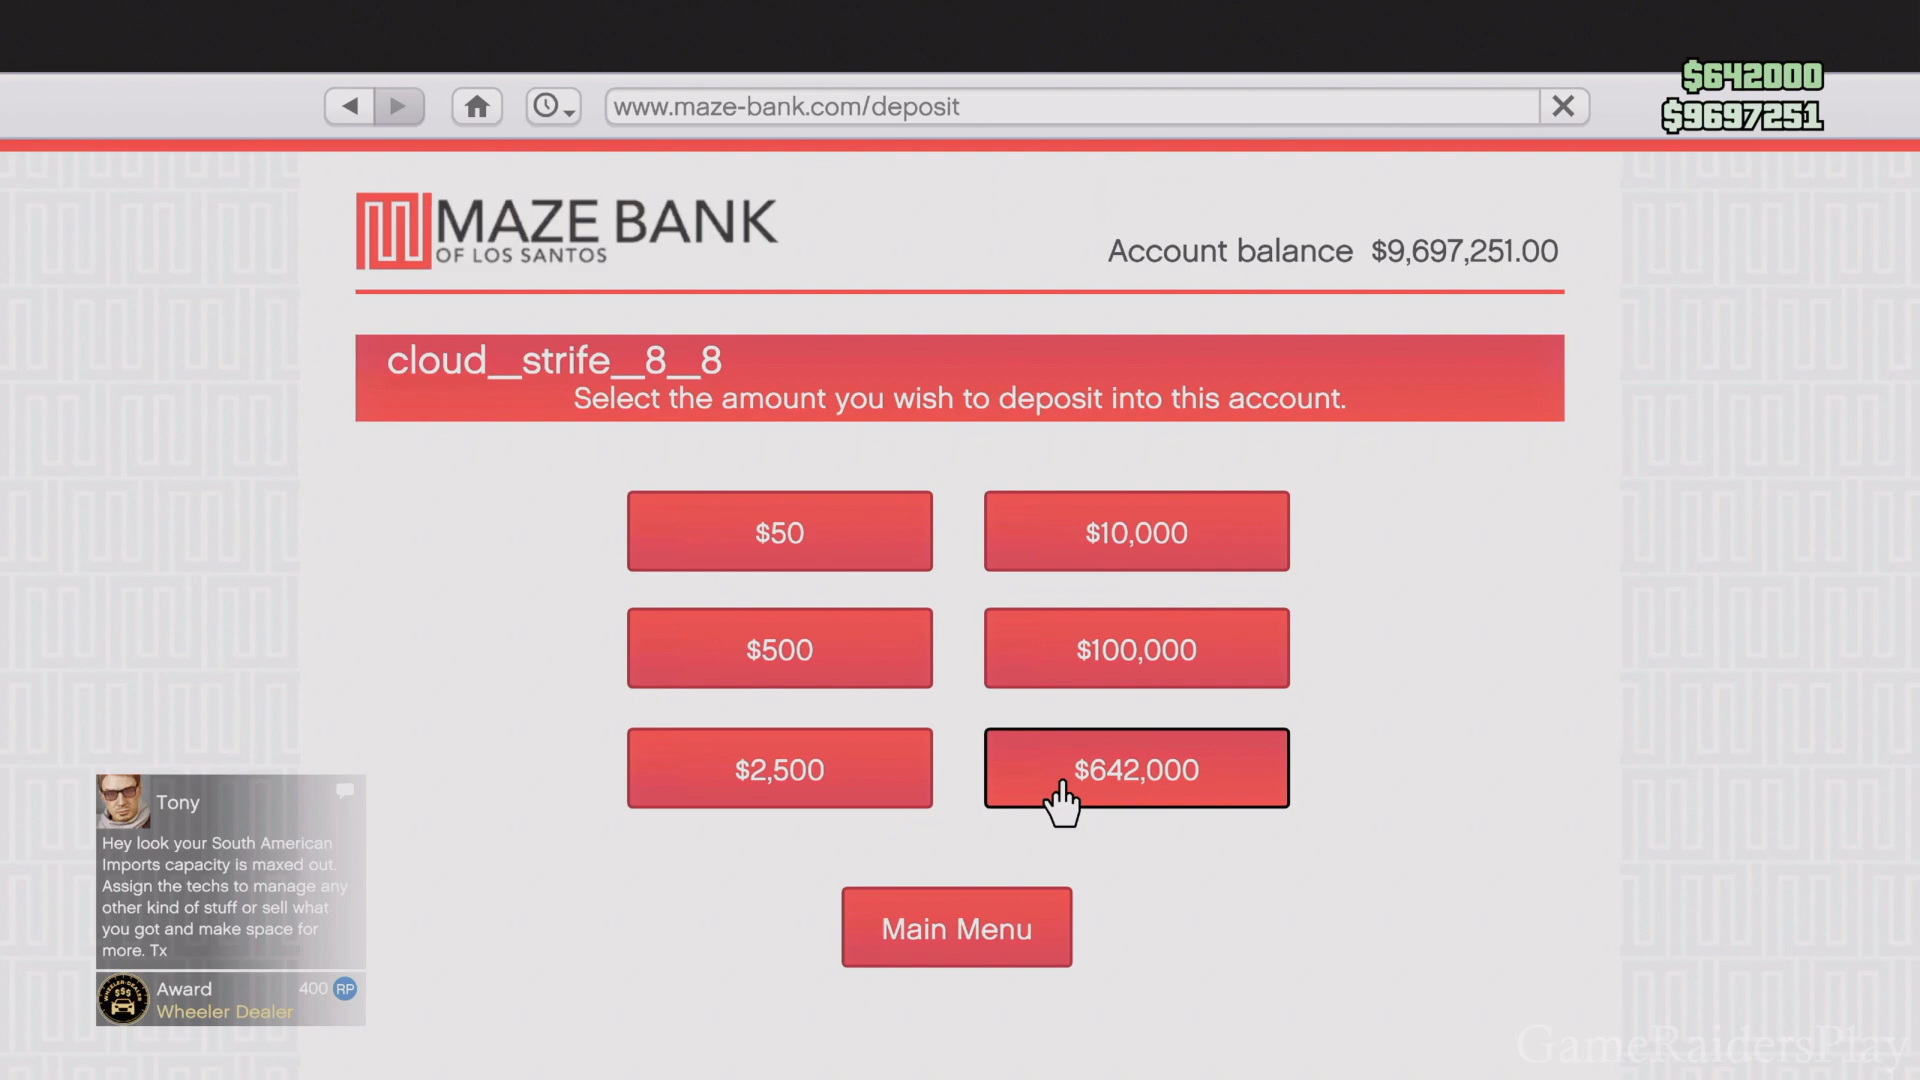 $642000
www.maze-bank.com/deposit
$9697251
MAZE BANK
OF LOS SANTOS
Account balance $9,697,251.00
cloud__strife__8__8
Select the amount you wish to deposit into this account.
$50
$10,000
$500
$100,000
$2,500
$642,000
Main Menu
Tony
Hey look your South American
Imports capacity is maxed out.
Assign the techs to manage any
other kind of stuff or sell what
you got and make space for
more. Tx
WHEELER-DEALER
$$$
Award 400 RP
Wheeler Dealer
GameRaidersPlay